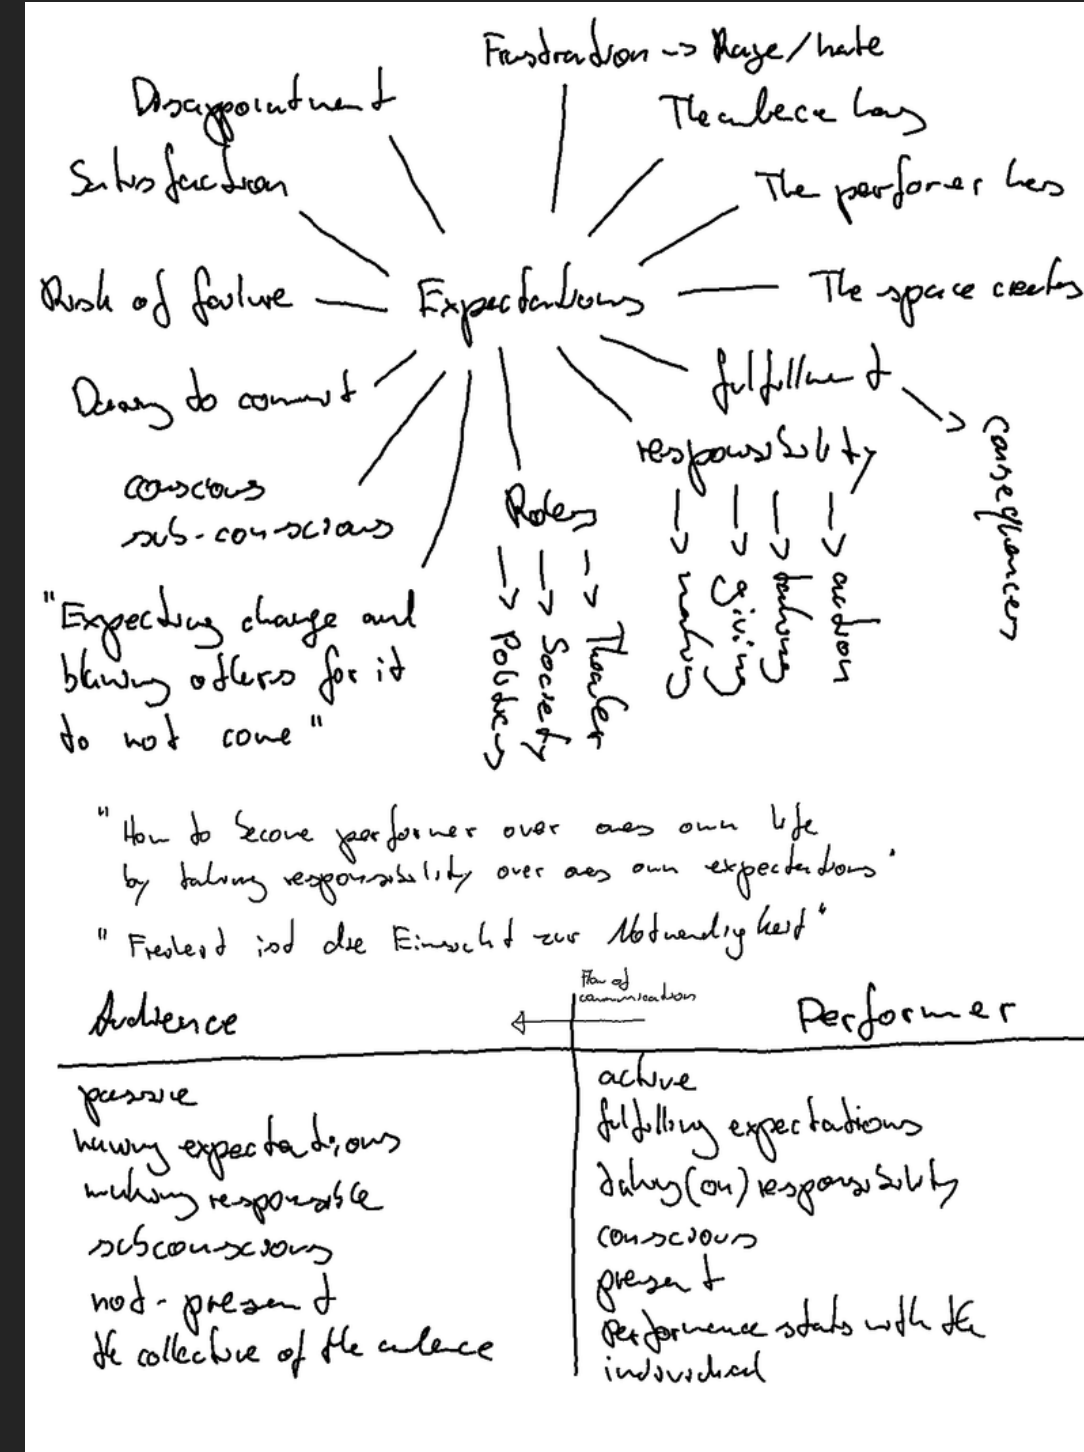 Frustration -> Rage/hate
Disappointment
The audience has
Satisfaction
The performer has
Risk of failure
Expectations
The space creates
fulfillment
consequences
Daring to commit
responsibility
making
giving
taking
action
conscious
sub-conscious
Roles
Politics
Society
Theater
"Expecting change and
blaming others for it
to not come"
"How to become performer over ones own life
by taking responsibility over ones own expectations"
"Freiheit ist die Einsicht zur Notwendigkeit"
Flow of
communication
Audience
Performer
passive
having expectations
making responsible
subconscious
not-present
the collective of the audience
active
fulfilling expectations
taking (on) responsibility
conscious
present
Performance starts with the
individual